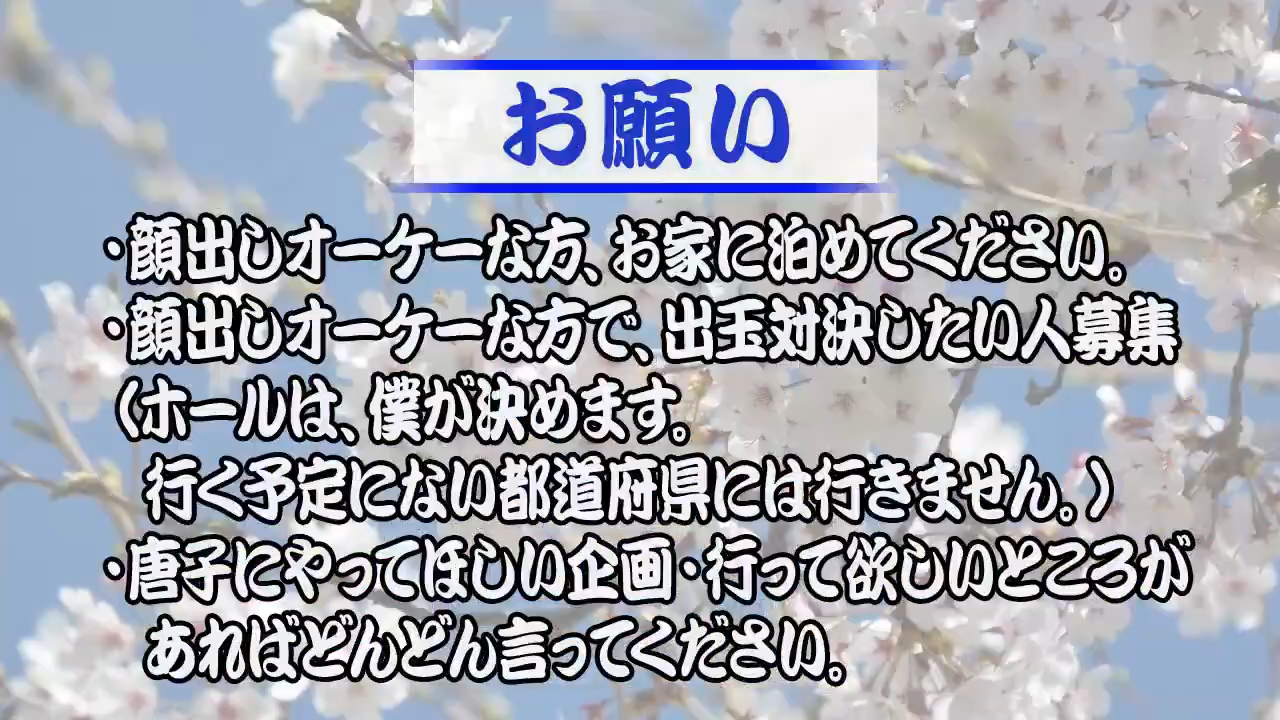 お願い
・顔出しオーケーな方、お家に泊めてください。
・顔出しオーケーな方で、出玉対決したい人募集
(ホールは、僕が決めます。
行く予定にない都道府県には行きません。)
・唐子にやってほしい企画・行って欲しいところが
あればどんどん言ってください。